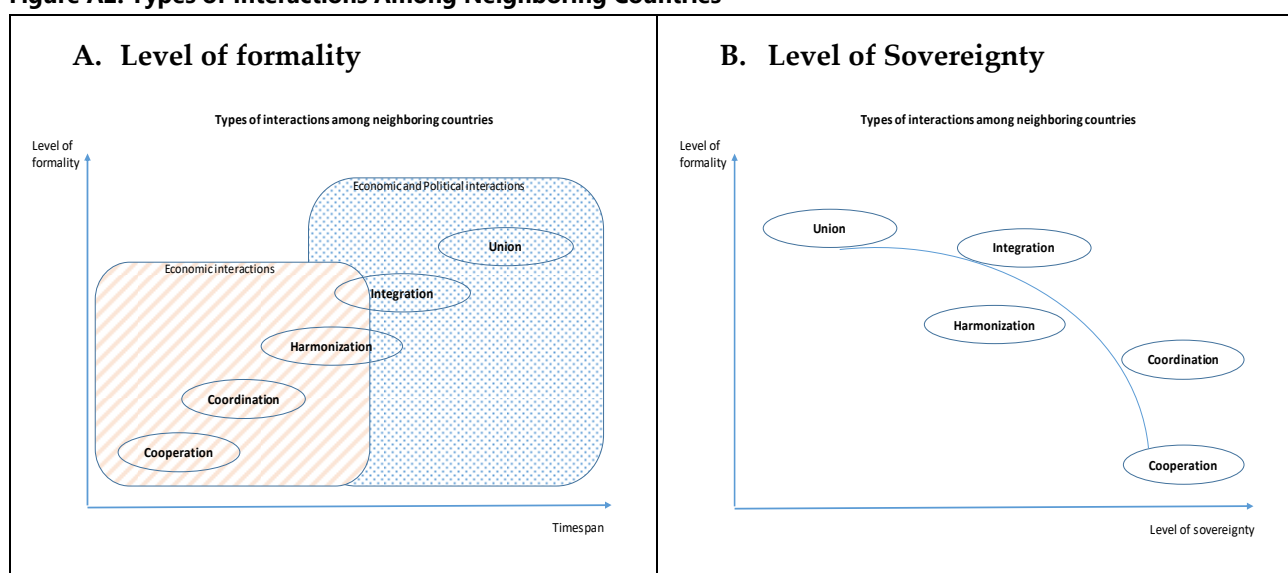 Figure A2. Types of Interactions Among Neighboring Countries
A. Level of formality
Types of interactions among neighboring countries
Level of
formality
Economic and Political interactions
Union
Economic interactions
Integration
Harmonization
Coordination
Cooperation
Timespan
B. Level of Sovereignty
Types of interactions among neighboring countries
Level of
formality
Union
Integration
Harmonization
Coordination
Cooperation
Level of sovereignty